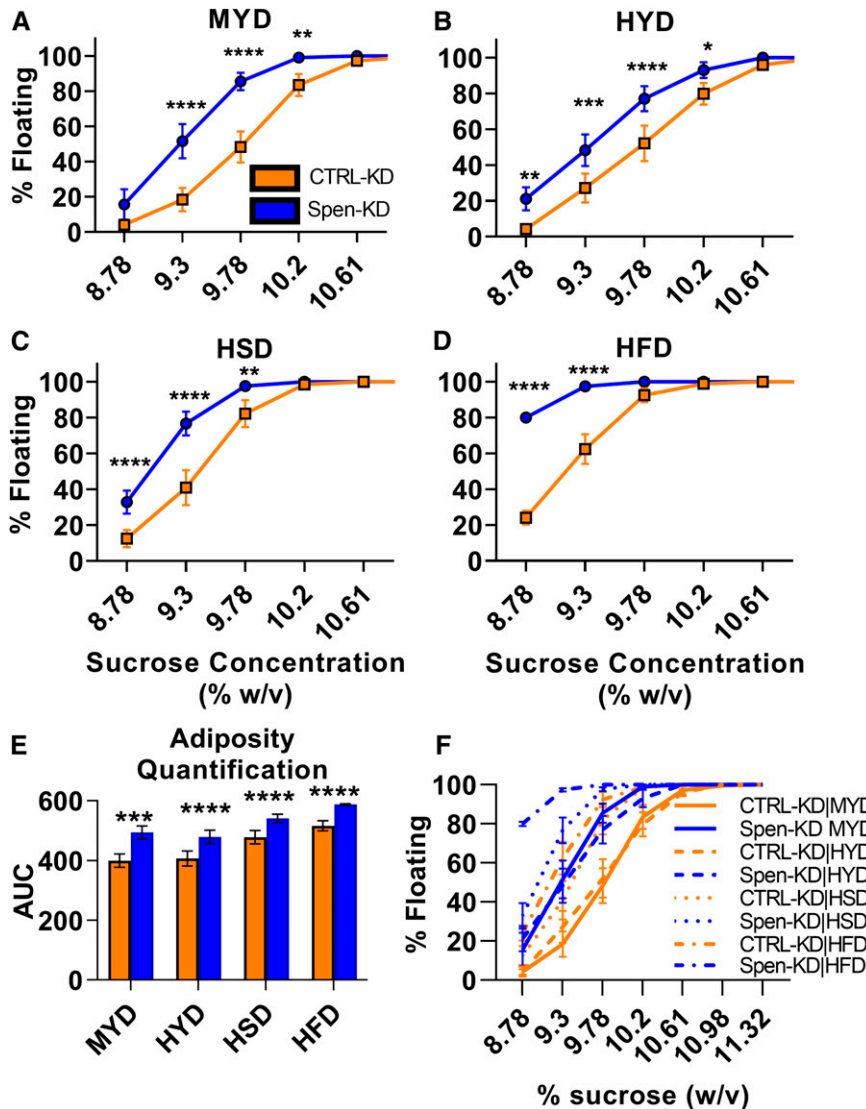 A
MYD
% Floating
100
80
60
40
20
0
****
****
**
CTRL-KD
Spen-KD
8.78
9.3
9.78
10.2
10.61
B
HYD
% Floating
100
80
60
40
20
0
**
***
****
*
8.78
9.3
9.78
10.2
10.61
C
HSD
% Floating
100
80
60
40
20
0
****
****
**
8.78
9.3
9.78
10.2
10.61
Sucrose Concentration
(% w/v)
D
HFD
% Floating
100
80
60
40
20
0
****
****
8.78
9.3
9.78
10.2
10.61
Sucrose Concentration
(% w/v)
E
Adiposity
Quantification
AUC
600
400
200
0
***
****
****
****
MYD
HYD
HSD
HFD
F
% Floating
100
80
60
40
20
0
CTRL-KD|MYD
Spen-KD MYD
CTRL-KD|HYD
Spen-KD|HYD
CTRL-KD|HSD
Spen-KD|HSD
CTRL-KD|HFD
Spen-KD|HFD
8.78
9.3
9.78
10.2
10.61
10.98
11.32
% sucrose (w/v)